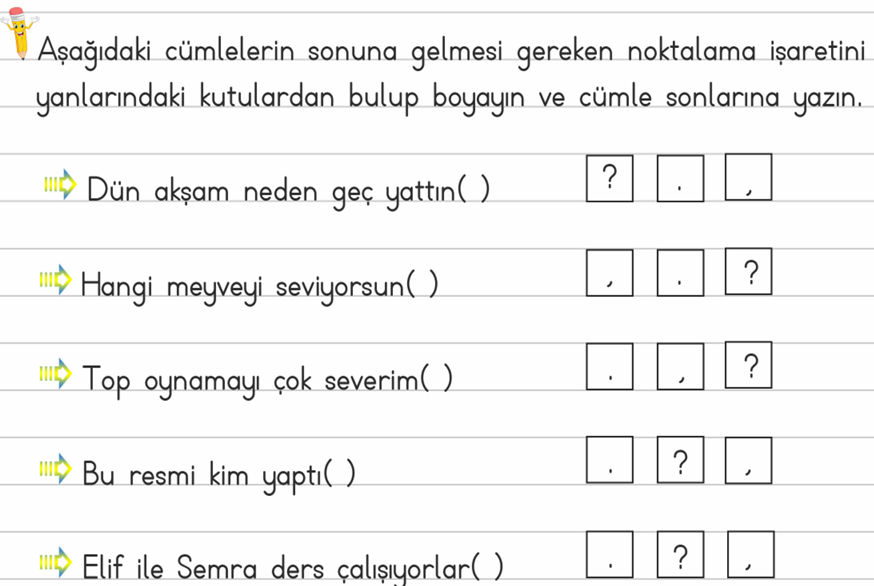 Aşağıdaki cümlelerin sonuna gelmesi gereken noktalama işaretini
yanlarındaki kutulardan bulup boyayın ve cümle sonlarına yazın.
Dün akşam neden geç yattın( ) ? . ,
Hangi meyveyi seviyorsun( ) , . ?
Top oynamayı çok severim( ) . , ?
Bu resmi kim yaptı( ) . ? ,
Elif ile Semra ders çalışıyorlar( ) . ? ,